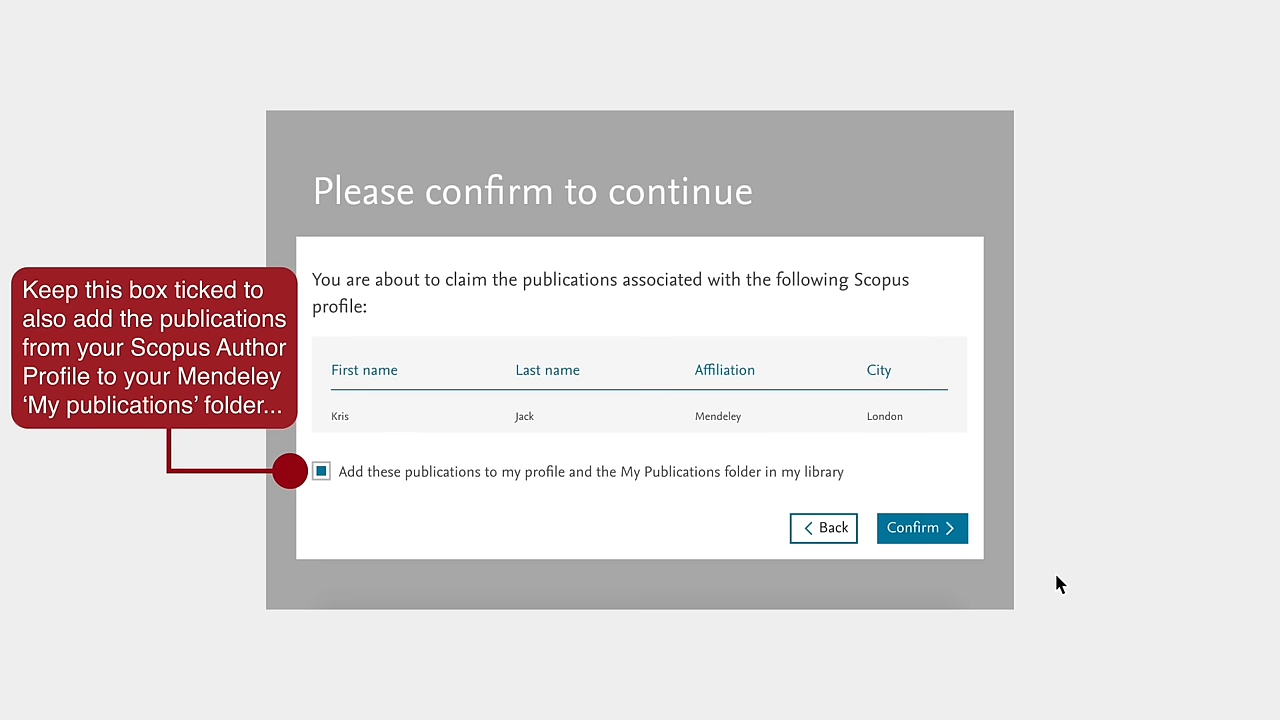 Please confirm to continue
You are about to claim the publications associated with the following Scopus
profile:
Keep this box ticked to
also add the publications
from your Scopus Author
Profile to your Mendeley
‘My publications’ folder...
First name Last name Affiliation City
Kris Jack Mendeley London
Add these publications to my profile and the My Publications folder in my library
Back Confirm